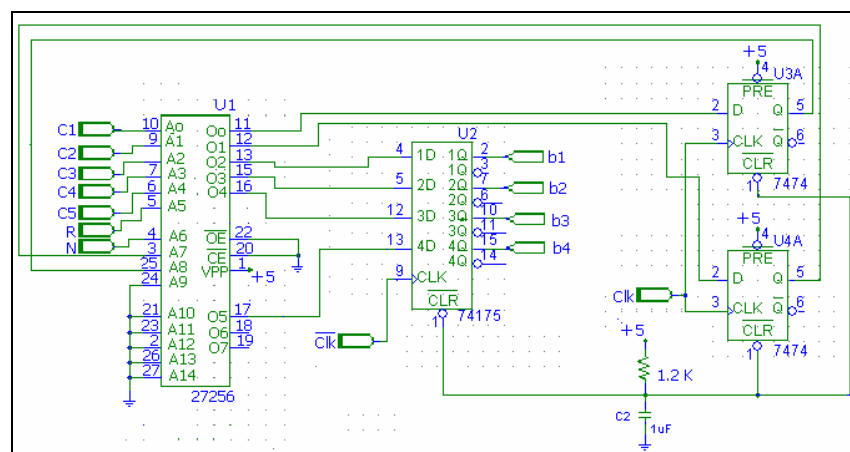 U1
C1
C2
C3
C4
C5
R
N
10 Ao Oo 11
9 A1 O1 12
8 A2 O2 13
7 A3 O3 15
6 A4 O4 16
5 A5
4 A6 OE 22
3 A7 CE 20
25 A8 VPP 1 +5
24 A9
21 A10 O5 17
23 A11 O6 18
2 A12 O7 19
26 A13
27 A14
27256
U2
4 1D 1Q 2 b1
1Q 3
5 2D 2Q 7 b2
2Q 6
12 3D 3Q 10 b3
3Q 11
13 4D 4Q 15 b4
4Q 14
9 CLK
CLR
1 74175
Clk
+5
4 U3A
PRE
2 D Q 5
3 CLK Q 6
CLR
1 7474
+5
4 U4A
PRE
2 D Q 5
Clk
3 CLK Q 6
CLR
1 7474
+5
1.2 K
C2
1uF